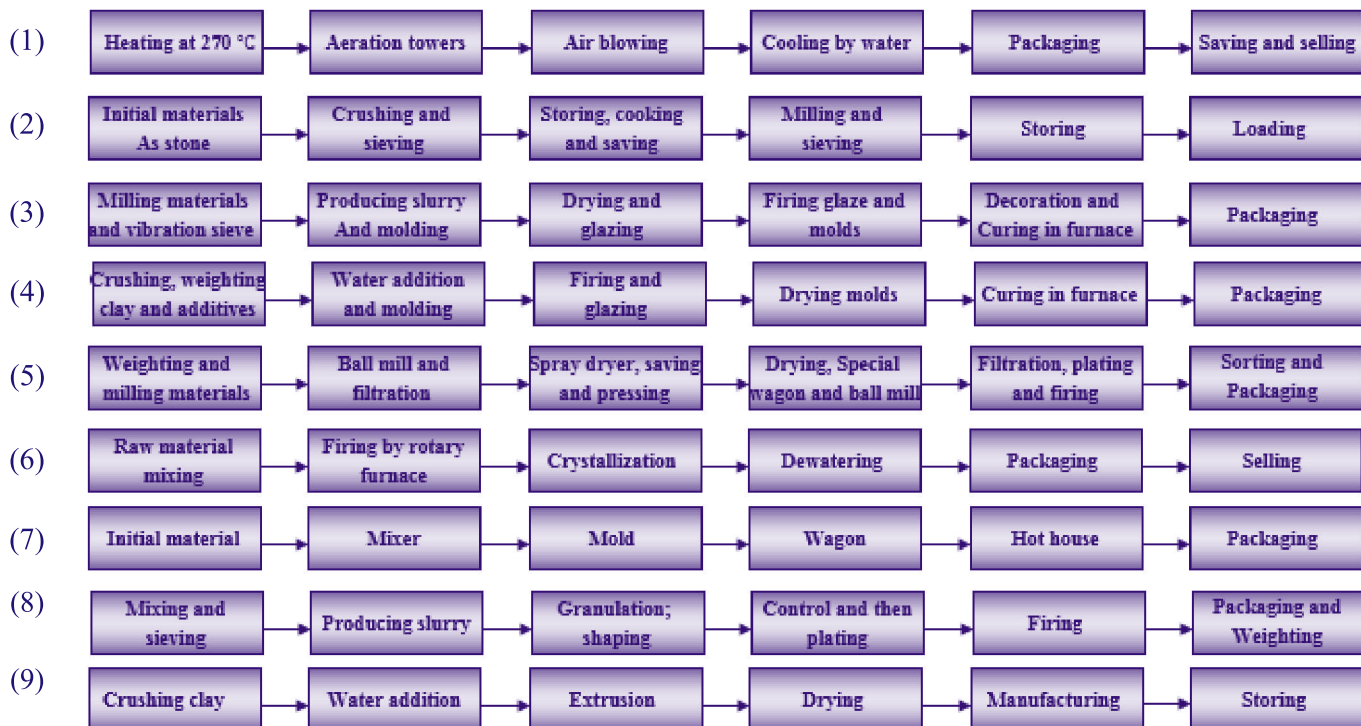 (1)
Heating at 270 °C
Aeration towers
Air blowing
Cooling by water
Packaging
Saving and selling
(2)
Initial materials
As stone
Crushing and
sieving
Storing, cooking
and saving
Milling and
sieving
Storing
Loading
(3)
Milling materials
and vibration sieve
Producing slurry
And molding
Drying and
glazing
Firing glaze and
molds
Decoration and
Curing in furnace
Packaging
(4)
Crushing, weighting
clay and additives
Water addition
and molding
Firing and
glazing
Drying molds
Curing in furnace
Packaging
(5)
Weighting and
milling materials
Ball mill and
filtration
Spray dryer, saving
and pressing
Drying, Special
wagon and ball mill
Filtration, plating
and firing
Sorting and
Packaging
(6)
Raw material
mixing
Firing by rotary
furnace
Crystallization
Dewatering
Packaging
Selling
(7)
Initial material
Mixer
Mold
Wagon
Hot house
Packaging
(8)
Mixing and
sieving
Producing slurry
Granulation;
shaping
Control and then
plating
Firing
Packaging and
Weighting
(9)
Crushing clay
Water addition
Extrusion
Drying
Manufacturing
Storing